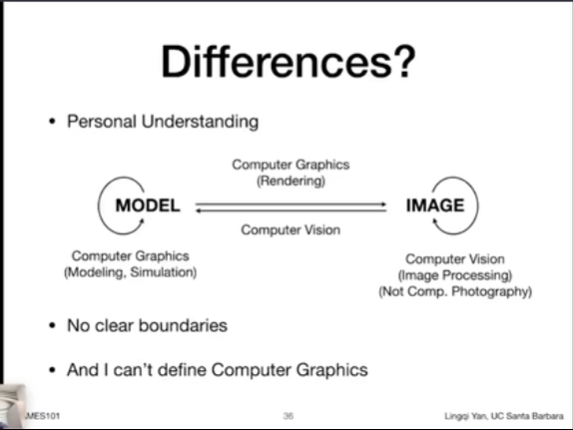 Differences?
• Personal Understanding
Computer Graphics
(Rendering)
MODEL
IMAGE
Computer Vision
Computer Graphics
(Modeling, Simulation)
Computer Vision
(Image Processing)
(Not Comp. Photography)
• No clear boundaries
• And I can't define Computer Graphics
AMES101
36
Lingqi Yan, UC Santa Barbara